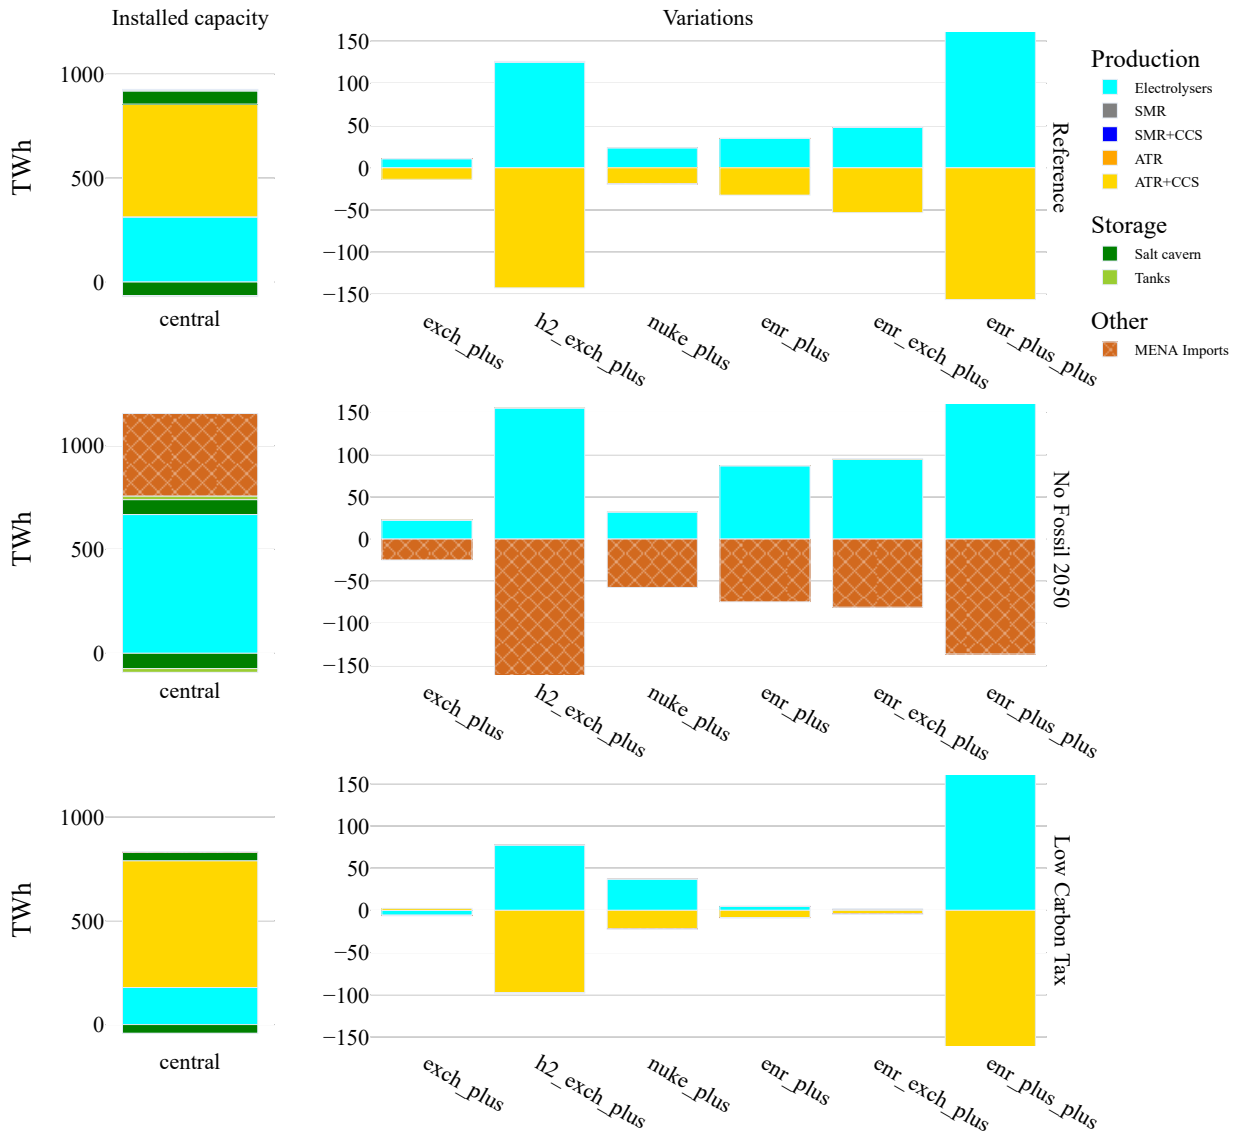 Installed capacity
Variations
TWh
1000
500
0
central
150
100
50
0
−50
−100
−150
exch_plus
h2_exch_plus
nuke_plus
enr_plus
enr_exch_plus
enr_plus_plus
Reference
Production
Electrolysers
SMR
SMR+CCS
ATR
ATR+CCS
Storage
Salt cavern
Tanks
Other
MENA Imports
TWh
1000
500
0
central
150
100
50
0
−50
−100
−150
exch_plus
h2_exch_plus
nuke_plus
enr_plus
enr_exch_plus
enr_plus_plus
No Fossil 2050
TWh
1000
500
0
central
150
100
50
0
−50
−100
−150
exch_plus
h2_exch_plus
nuke_plus
enr_plus
enr_exch_plus
enr_plus_plus
Low Carbon Tax